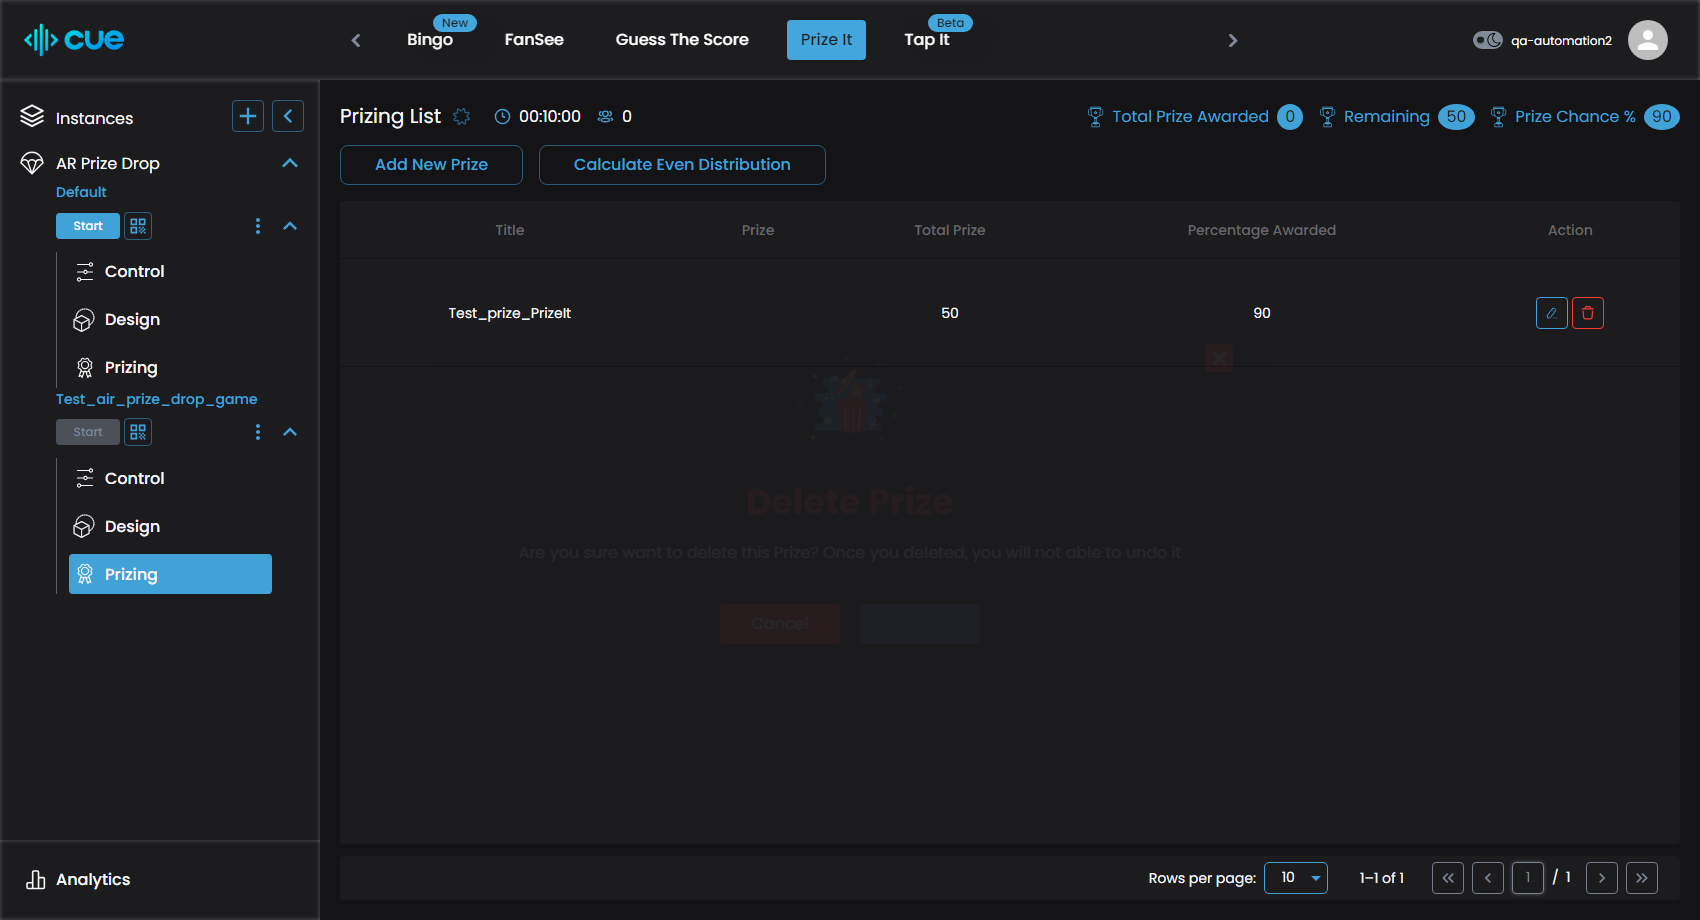 cue
New
Bingo
FanSee
Guess The Score
Prize It
Beta
Tap It
qa-automation2
Instances
AR Prize Drop
Default
Start
Control
Design
Prizing
Test_air_prize_drop_game
Start
Control
Design
Prizing
Analytics
Prizing List 00:10:00 0
Total Prize Awarded 0 Remaining 50 Prize Chance % 90
Add New Prize Calculate Even Distribution
Title Prize Total Prize Percentage Awarded Action
Test_prize_PrizeIt 50 90
Delete Prize
Are you sure want to delete this Prize? Once you deleted, you will not able to undo it
Cancel
Rows per page: 10 1-1 of 1 1 / 1